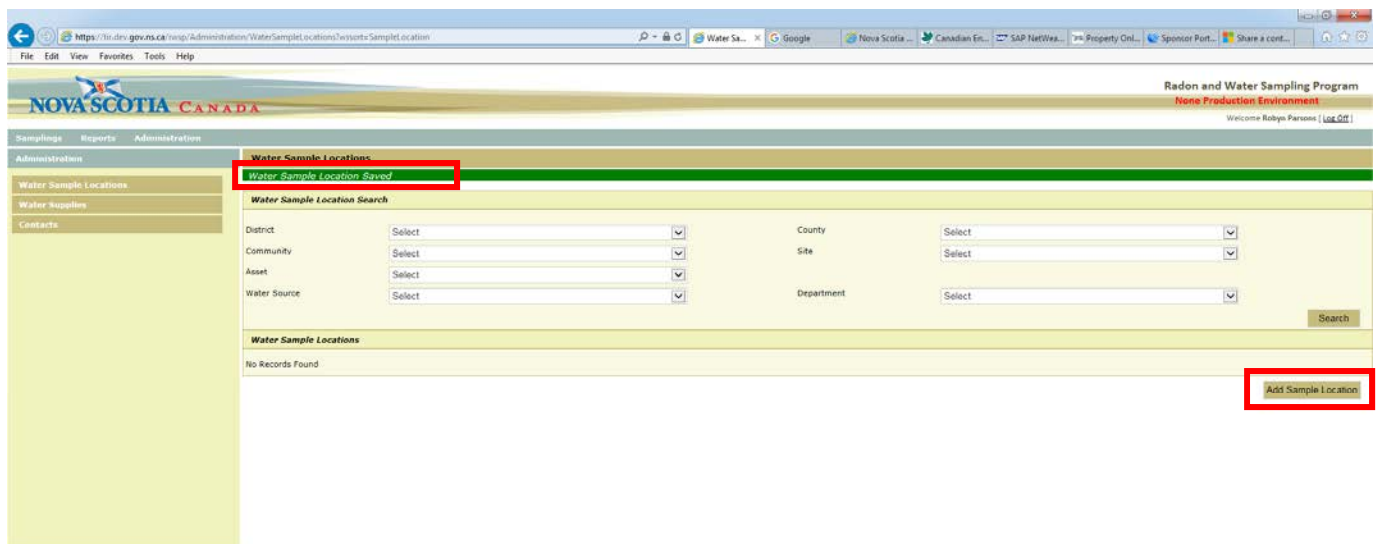 https://tir.dev.gov.ns.ca/rwsp/Administration/WaterSampleLocations?wssort=SampleLocation
Water Sa...
Google
Nova Scotia ...
Canadian En...
SAP NetWea...
Property Onl...
Sponsor Port...
Share a cont...
File Edit View Favorites Tools Help
NOVA SCOTIA CANADA
Radon and Water Sampling Program
None Production Environment
Welcome Robyn Parsons [ Log Off ]
Samplings Reports Administration
Administration
Water Sample Locations
Water Supplies
Contacts
Water Sample Locations
Water Sample Location Saved
Water Sample Location Search
District Select County Select
Community Select Site Select
Asset Select
Water Source Select Department Select
Search
Water Sample Locations
No Records Found
Add Sample Location